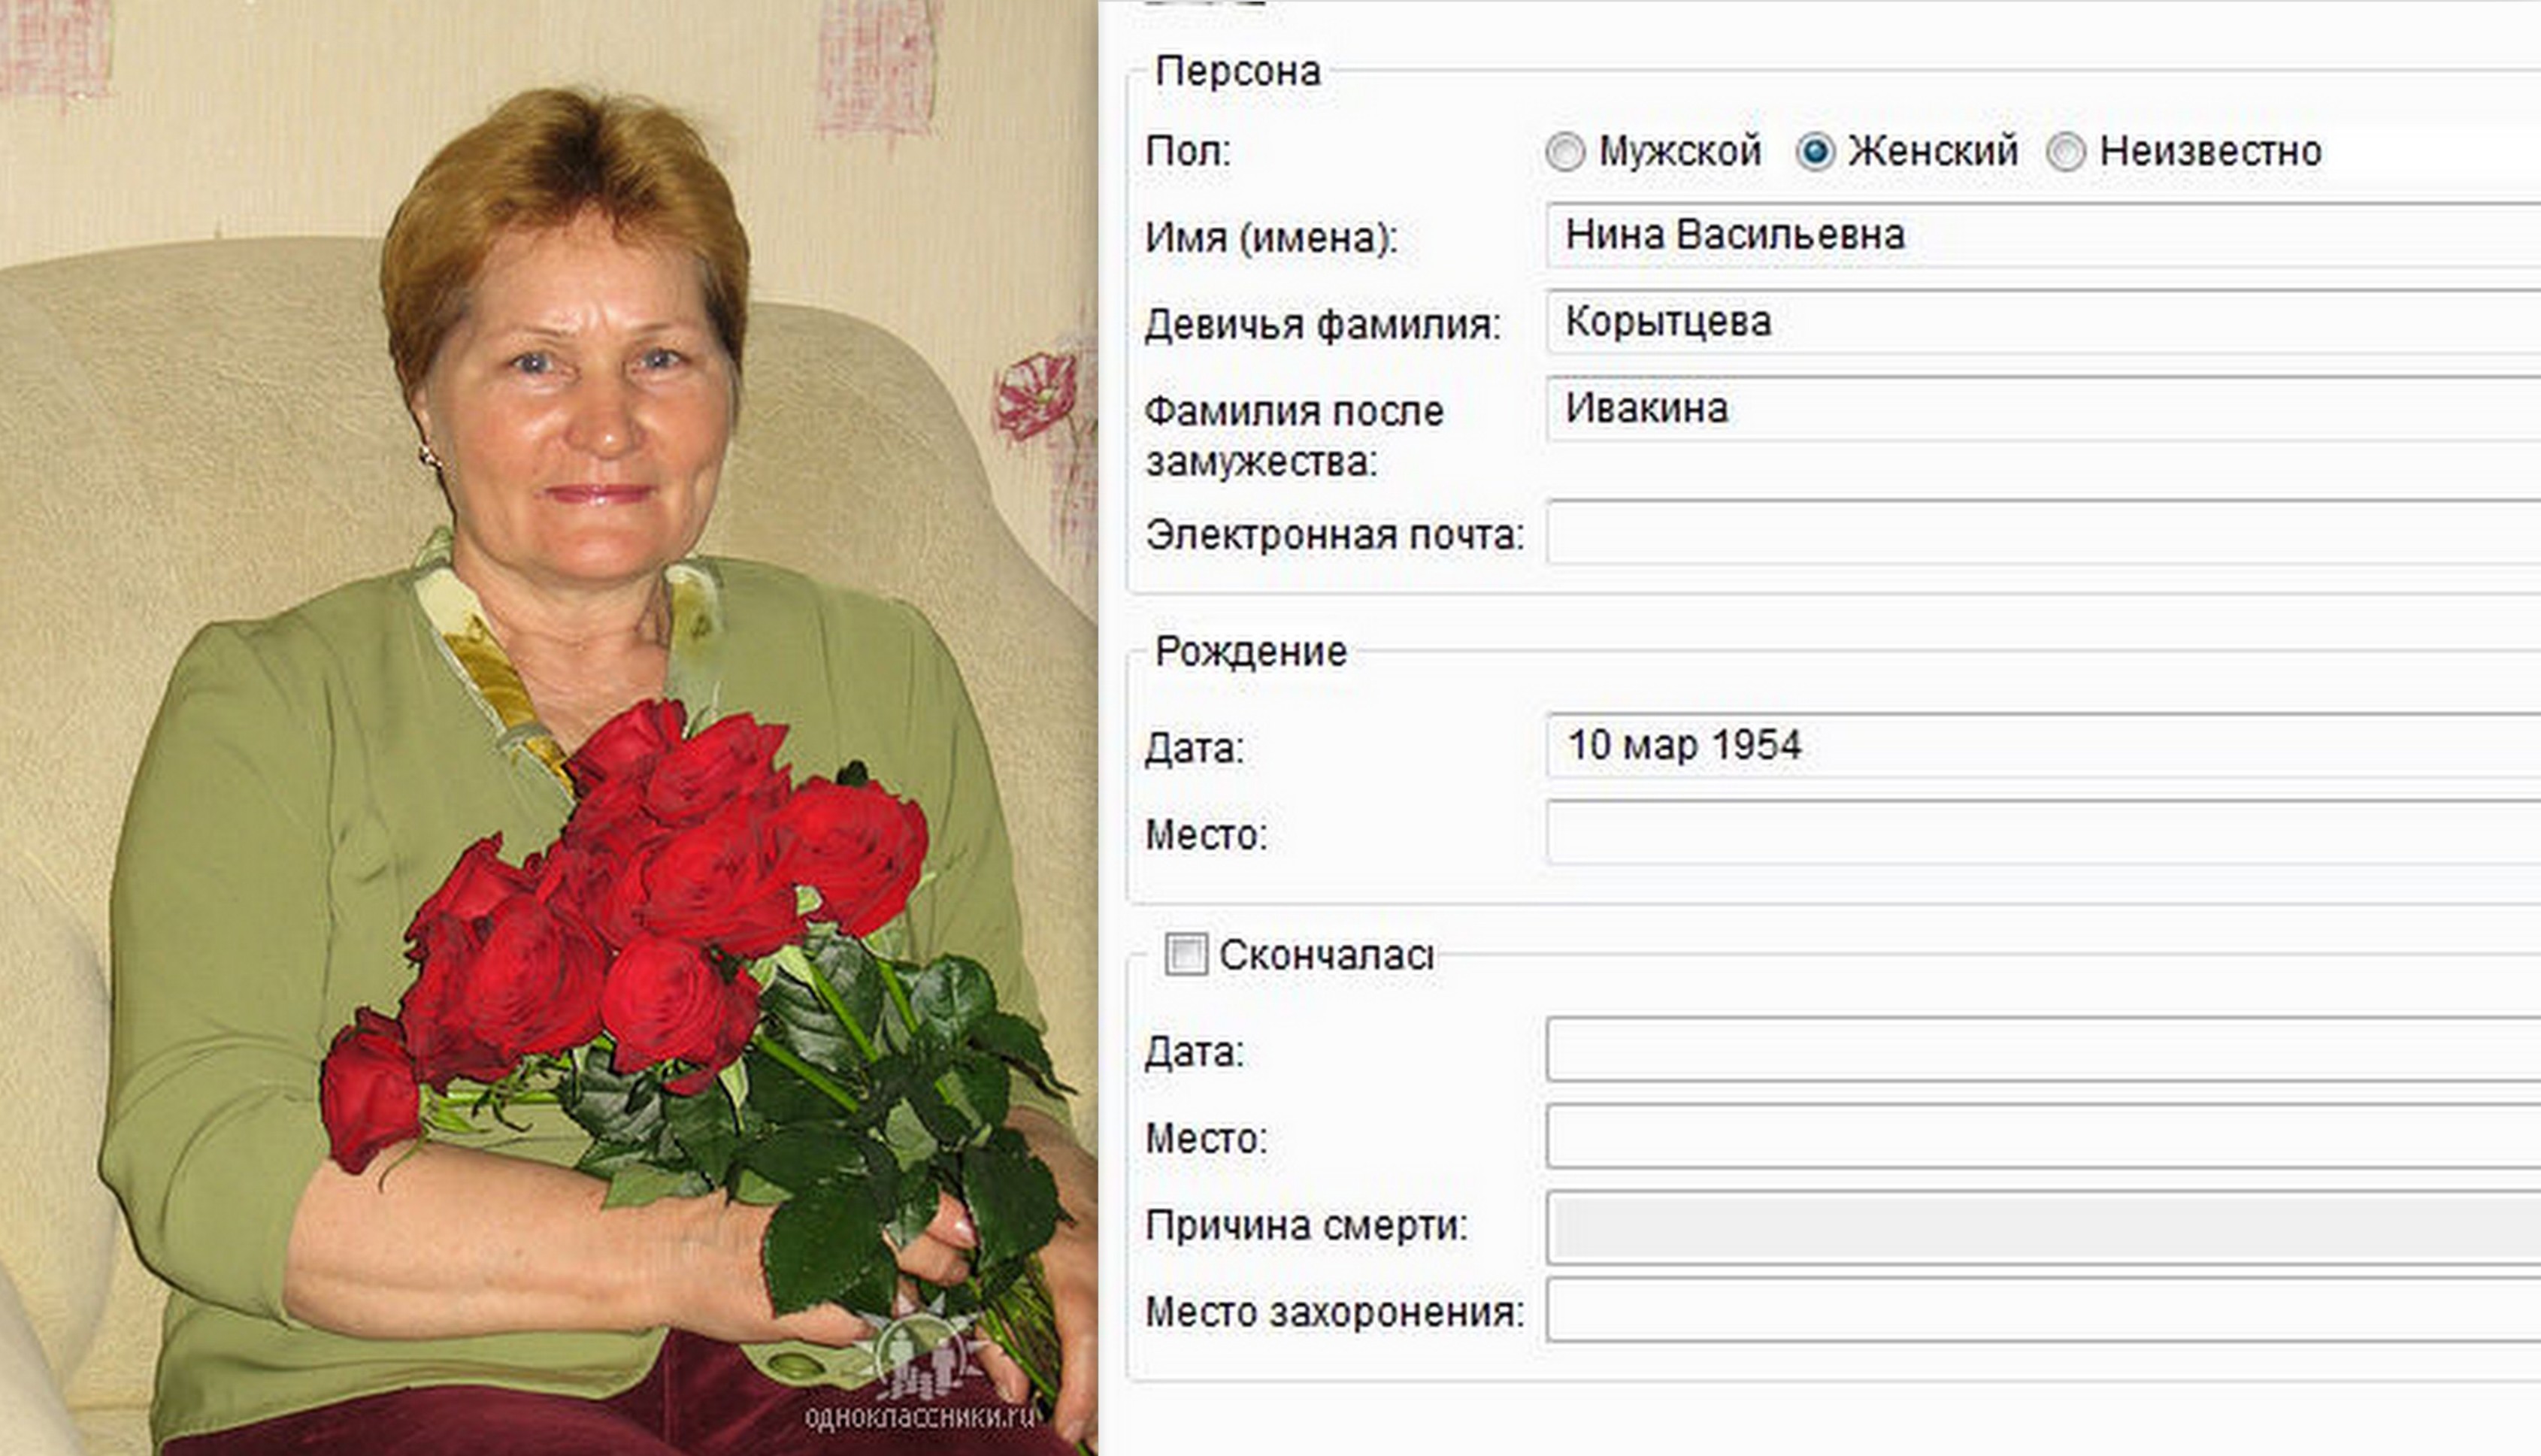 Персона
Пол: Мужской Женский Неизвестно
Имя (имена): Нина Васильевна
Девичья фамилия: Корытцева
Фамилия после замужества: Ивакина
Электронная почта:
Рождение
Дата: 10 мар 1954
Место:
Дата:
Место:
Причина смерти:
Место захоронения:
одноклассники.ru